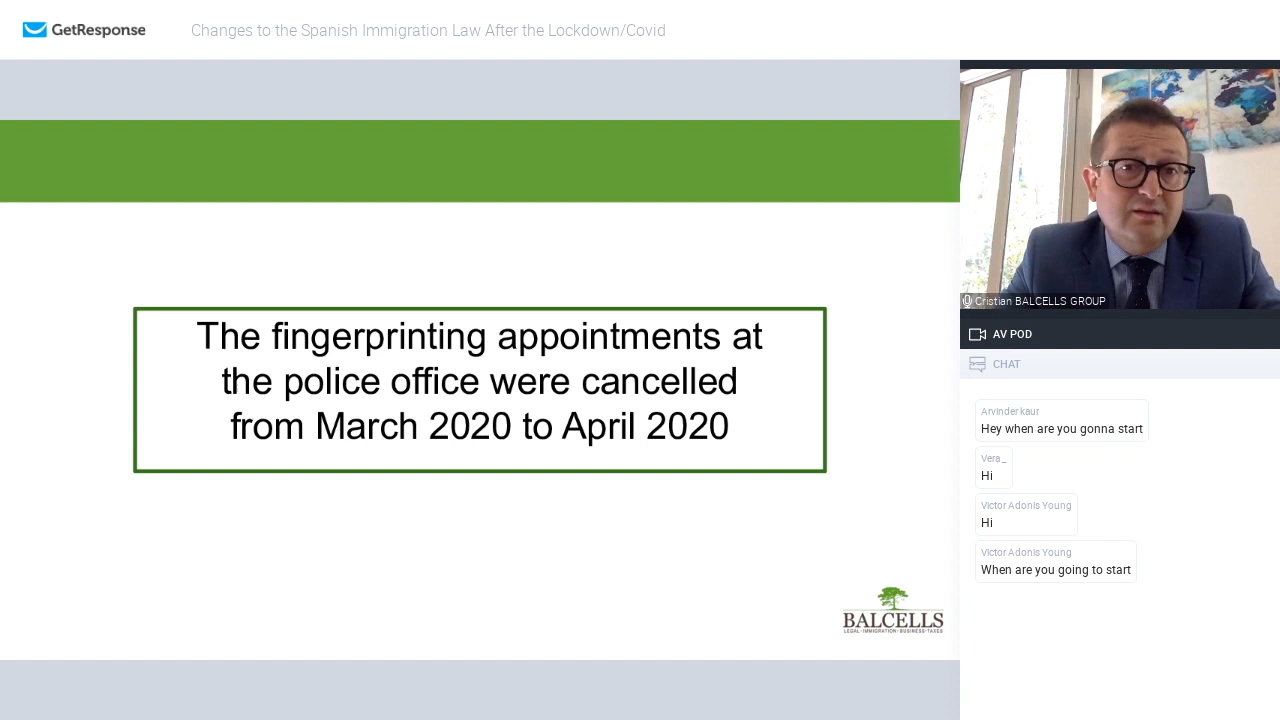 GetResponse
Changes to the Spanish Immigration Law After the Lockdown/Covid
The fingerprinting appointments at
the police office were cancelled
from March 2020 to April 2020
BALCELLS
LEGAL·IMMIGRATION·BUSINESS·TAXES
Cristian BALCELLS GROUP
AV POD
CHAT
Arvinder kaur
Hey when are you gonna start
Vera_
Hi
Victor Adonis Young
Hi
Victor Adonis Young
When are you going to start